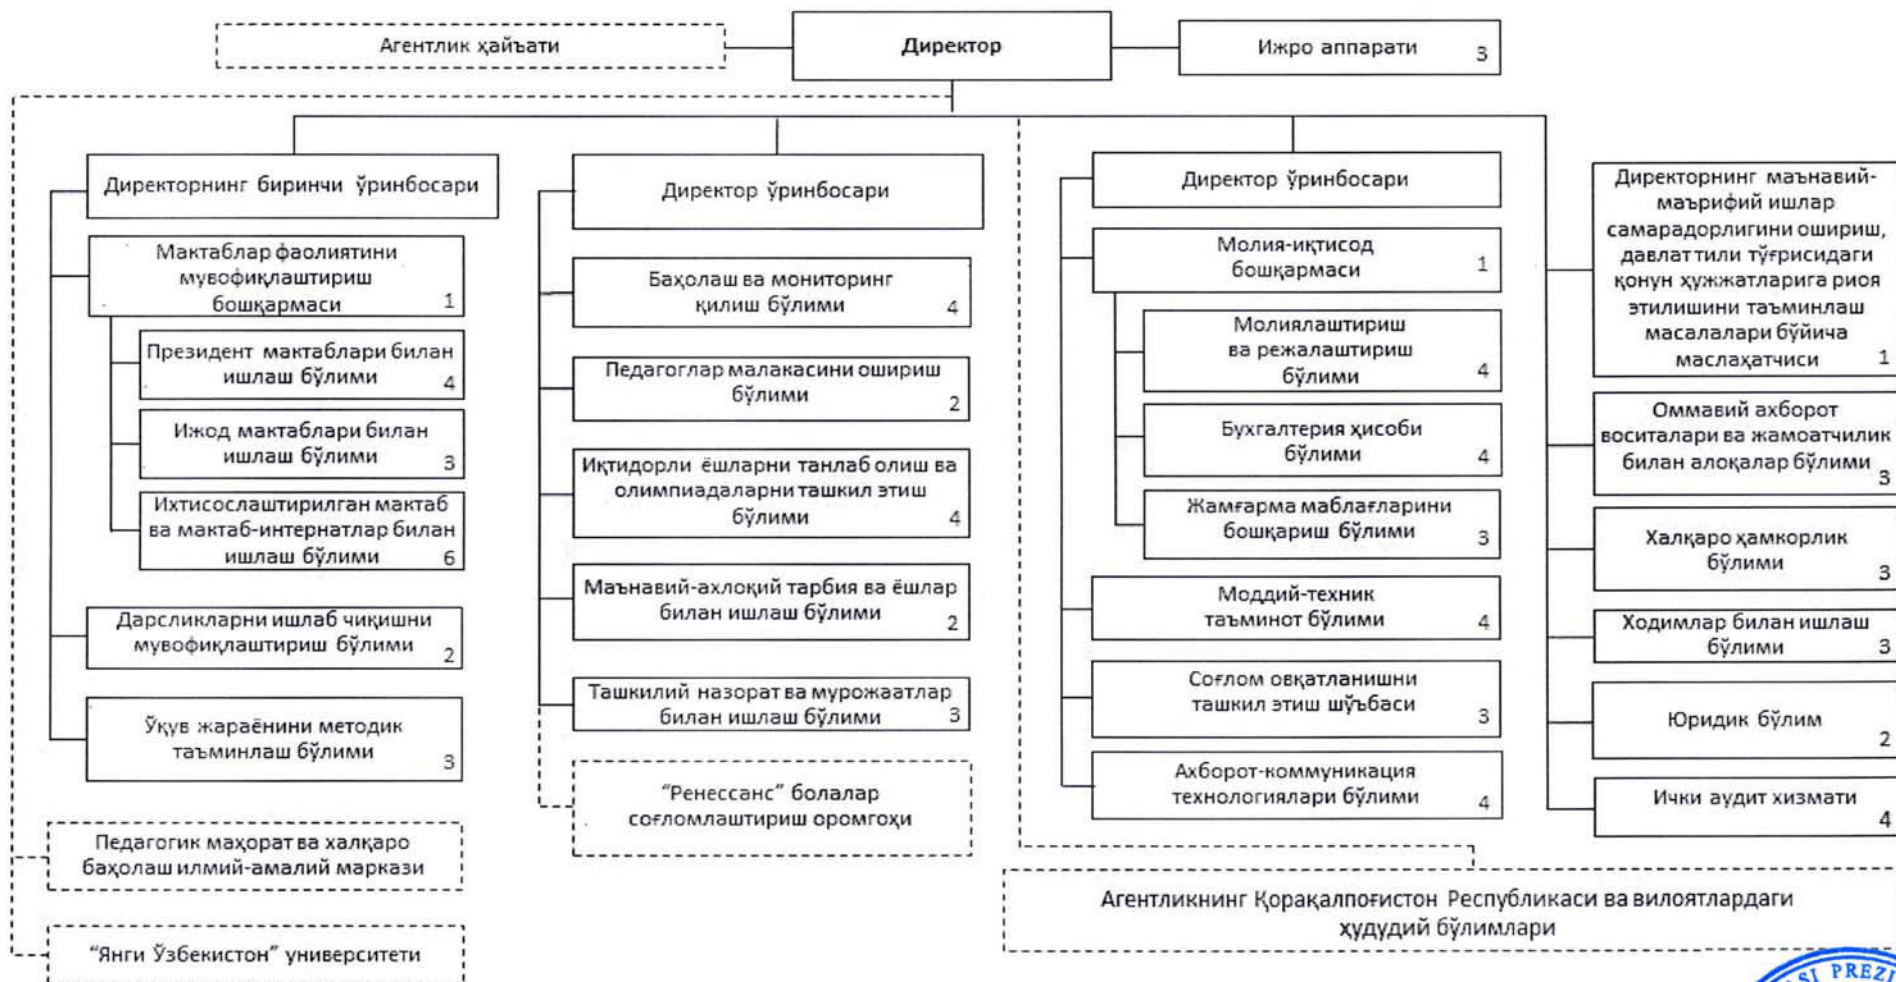 Агентлик ҳайъати
Директор
Ижро аппарати 3
Директорнинг биринчи ўринбосари
Мактаблар фаолиятини
мувофиқлаштириш
бошқармаси 1
Президент мактаблари билан
ишлаш бўлими 4
Ижод мактаблари билан
ишлаш бўлими 3
Ихтисослаштирилган мактаб
ва мактаб-интернатлар билан
ишлаш бўлими 6
Дарсликларни ишлаб чиқишни
мувофиқлаштириш бўлими 2
Ўқув жараёнини методик
таъминлаш бўлими 3
Педагогик маҳорат ва халқаро
баҳолаш илмий-амалий маркази
"Янги Ўзбекистон" университети
Директор ўринбосари
Баҳолаш ва мониторинг
қилиш бўлими 4
Педагоглар малакасини ошириш
бўлими 2
Иқтидорли ёшларни танлаб олиш ва
олимпиадаларни ташкил этиш
бўлими 4
Маънавий-ахлоқий тарбия ва ёшлар
билан ишлаш бўлими 2
Ташкилий назорат ва мурожаатлар
билан ишлаш бўлими 3
"Ренессанс" болалар
соғломлаштириш оромгоҳи
Директор ўринбосари
Молия-иқтисод
бошқармаси 1
Молиялаштириш
ва режалаштириш
бўлими 4
Бухгалтерия ҳисоби
бўлими 4
Жамғарма маблағларини
бошқариш бўлими 3
Моддий-техник
таъминот бўлими 4
Соғлом овқатланишни
ташкил этиш шўъбаси 3
Ахборот-коммуникация
технологиялари бўлими 4
Директорнинг маънавий-
маърифий ишлар
самарадорлигини ошириш,
давлат тили тўғрисидаги
қонун ҳужжатларига риоя
этилишини таъминлаш
масалалари бўйича
маслаҳатчиси 1
Оммавий ахборот
воситалари ва жамоатчилик
билан алоқалар бўлими 3
Халқаро ҳамкорлик
бўлими 3
Ходимлар билан ишлаш
бўлими 3
Юридик бўлим 2
Ички аудит хизмати 4
Агентликнинг Қорақалпоғистон Республикаси ва вилоятлардаги
ҳудудий бўлимлари